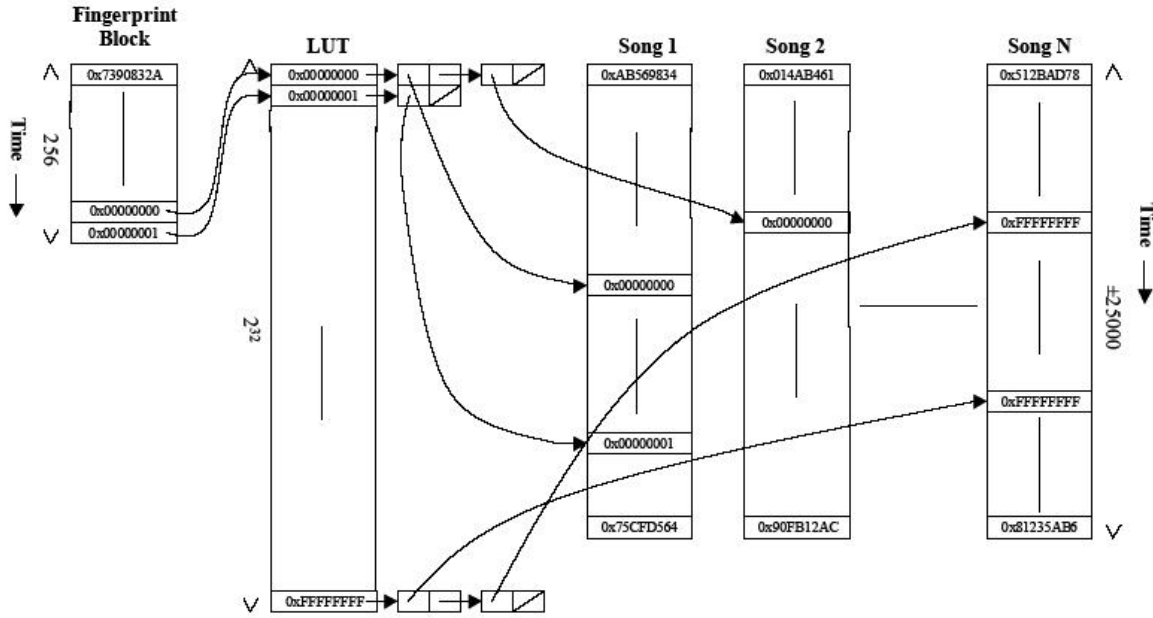 Fingerprint
Block
LUT
Song 1
Song 2
Song N
0x7390832A
0x00000000
0xAB569834
0x014AB461
0x512BAD78
0x00000001
Time
256
0x00000000
0x00000001
0x00000000
0xFFFFFFFF
Time
0x00000000
2³²
±25000
0xFFFFFFFF
0x00000001
0x75CFD564
0x90FB12AC
0x81235AB6
0xFFFFFFFF